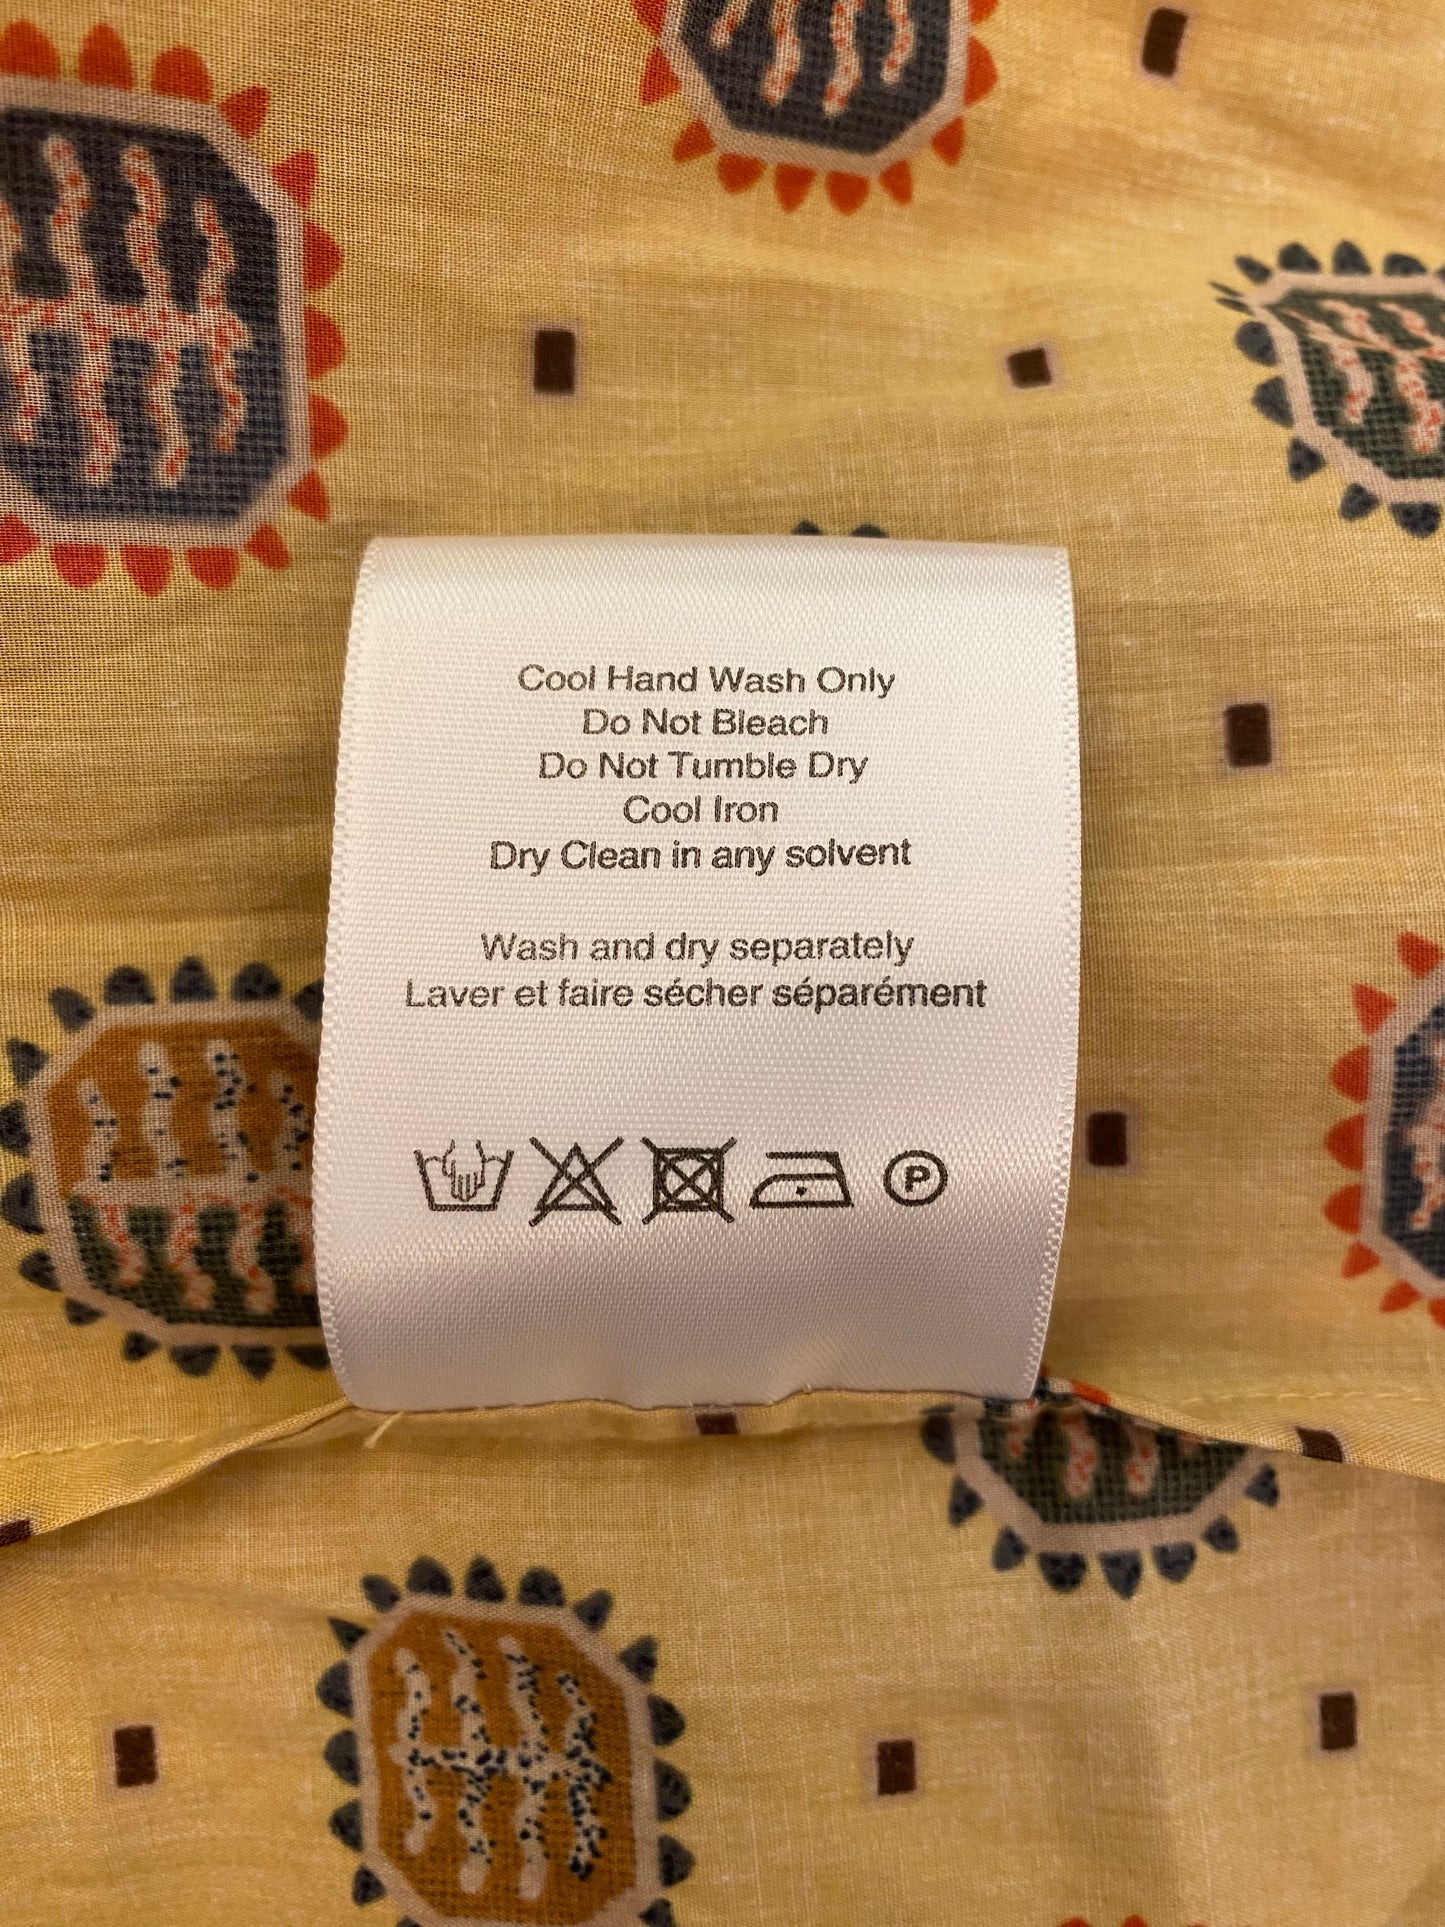 Cool Hand Wash Only
Do Not Bleach
Do Not Tumble Dry
Cool Iron
Dry Clean in any solvent
Wash and dry separately
Laver et faire sécher séparément
P